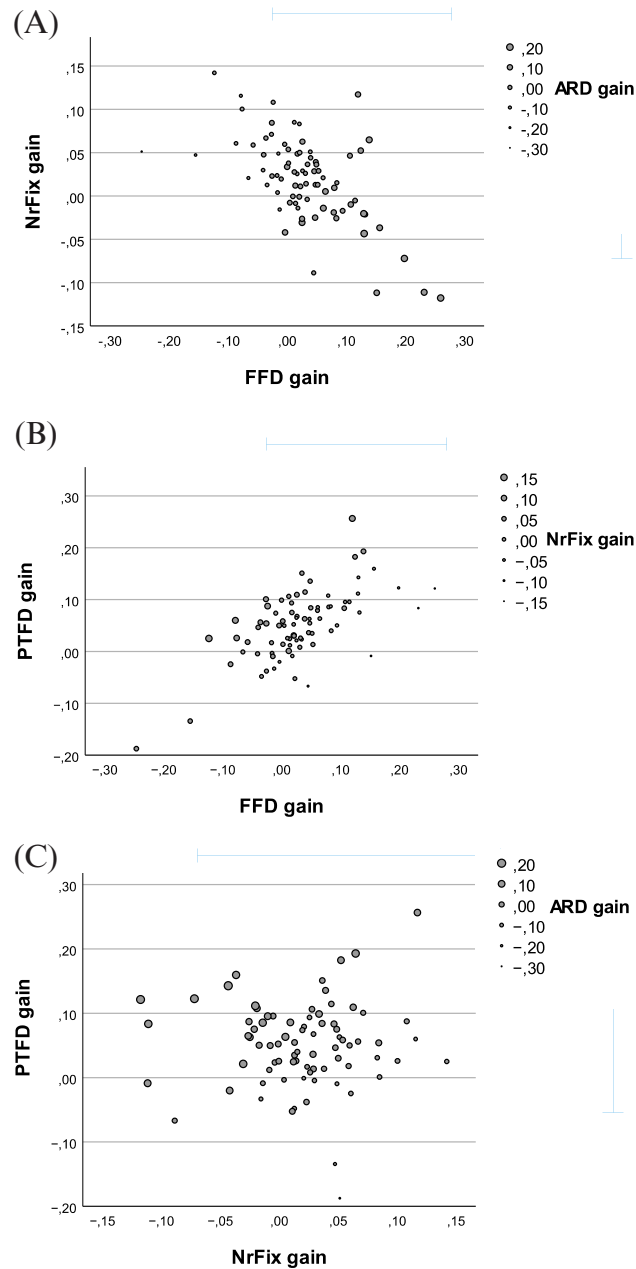 (A)
,15
,10
,05
,00
-,05
-,10
-,15
NrFix gain
-,30 -,20 -,10 ,00 ,10 ,20 ,30
FFD gain
,20
,10
,00
-,10
-,20
-,30
ARD gain
(B)
,30
,20
,10
,00
−,10
−,20
PTFD gain
−,30 −,20 −,10 ,00 ,10 ,20 ,30
FFD gain
,15
,10
,05
,00
−,05
−,10
−,15
NrFix gain
(C)
,30
,20
,10
,00
−,10
−,20
PTFD gain
−,15 −,10 −,05 ,00 ,05 ,10 ,15
NrFix gain
,20
,10
,00
−,10
−,20
−,30
ARD gain